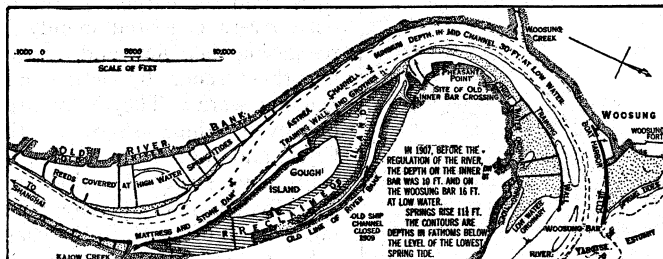 WOOSUNG
CREEK
.1000 0 5000 10,000
SCALE OF FEET
MINIMUM DEPTH IN MID CHANNEL 30 FT. AT LOW WATER
ASTRÆA CHANNEL
TRAINING WALL AND GROYNES
PHEASANT
POINT
SITE OF OLD
INNER BAR CROSSING
WOOSUNG
WOOSUNG
FORT
OLD RIVER BANK
REEDS COVERED AT HIGH WATER SPRING TIDES
GOUGH
ISLAND
LAND
OLD LINE OF RIVER BANK
OLD SHIP
CHANNEL
CLOSED
1909
MATTRESS AND STONE DAM
TO
SHANGHAI
KAJOW CREEK
IN 1907, BEFORE THE
REGULATION OF THE RIVER,
THE DEPTH ON THE INNER
BAR WAS 10 FT. AND ON
THE WOOSUNG BAR 16 FT.
AT LOW WATER.
SPRINGS RISE 11½ FT.
THE CONTOURS ARE
DEPTHS IN FATHOMS BELOW
THE LEVEL OF THE LOWEST
SPRING TIDE.
TRAINING
WALL
LOW WATER
ORDINARY
WOOSUNG BAR
RIVER
YANGTSE
ESTUARY